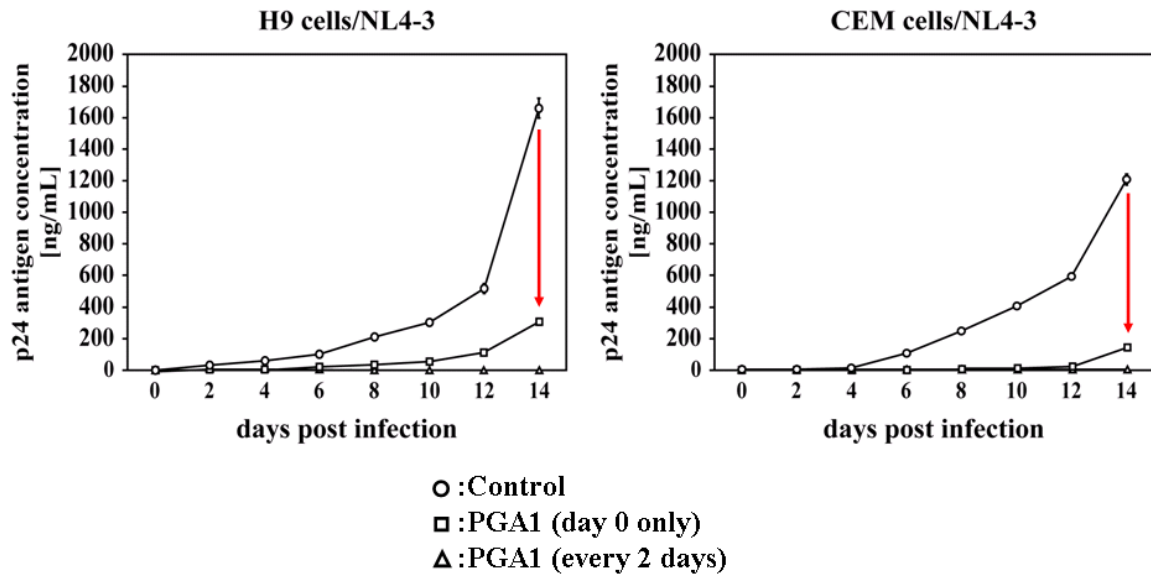 H9 cells/NL4-3
p24 antigen concentration
[ng/mL]
2000
1800
1600
1400
1200
1000
800
600
400
200
0
0 2 4 6 8 10 12 14
days post infection
CEM cells/NL4-3
p24 antigen concentration
[ng/mL]
2000
1800
1600
1400
1200
1000
800
600
400
200
0
0 2 4 6 8 10 12 14
days post infection
:Control
:PGA1 (day 0 only)
:PGA1 (every 2 days)